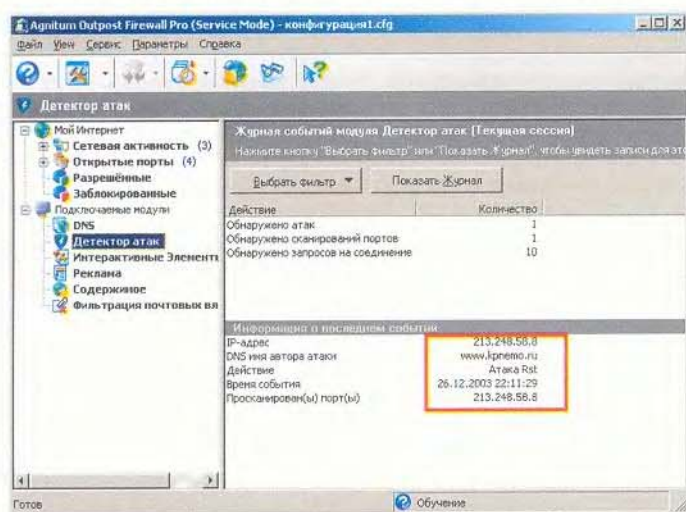 Agnitum Outpost Firewall Pro (Service Mode) - конфигурация1.cfg
Файл View Сервис Параметры Справка
Детектор атак
Мой Интернет
Сетевая активность (3)
Открытые порты (4)
Разрешённые
Заблокированные
Подключаемые модули
DNS
Детектор атак
Интерактивные Элементы
Реклама
Содержимое
Фильтрация почтовых вл
Журнал событий модуля Детектор атак (Текущая сессия)
Нажмите кнопку "Выбрать фильтр" или "Показать Журнал", чтобы увидеть записи для это
Выбрать фильтр
Показать Журнал
Действие Количество
Обнаружено атак 1
Обнаружено сканирований портов 1
Обнаружено запросов на соединение 10
Информация о последнем событии
IP-адрес 213.248.58.8
DNS имя автора атаки www.kpnemo.ru
Действие Атака Rst
Время события 26.12.2003 22:11:29
Просканирован(ы) порт(ы) 213.248.58.8
Готов
Обучение